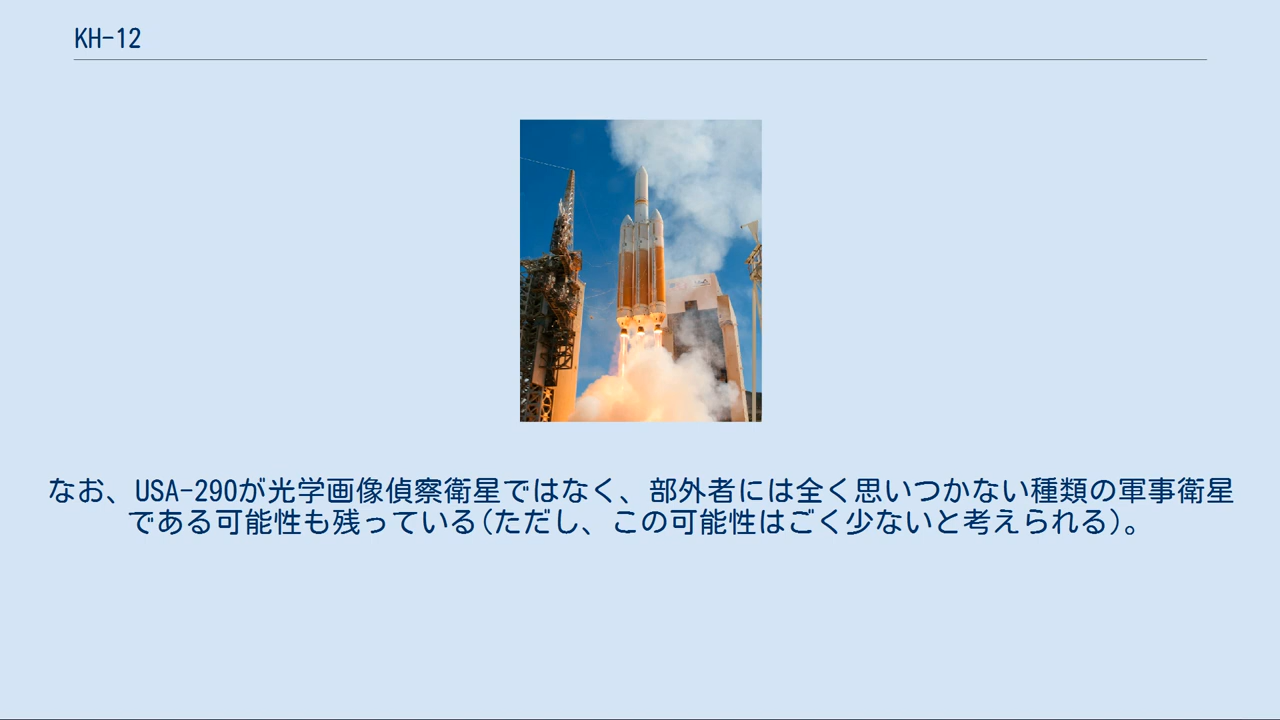 KH-12
なお、USA-290が光学画像偵察衛星ではなく、部外者には全く思いつかない種類の軍事衛星
である可能性も残っている(ただし、この可能性はごく少ないと考えられる)。